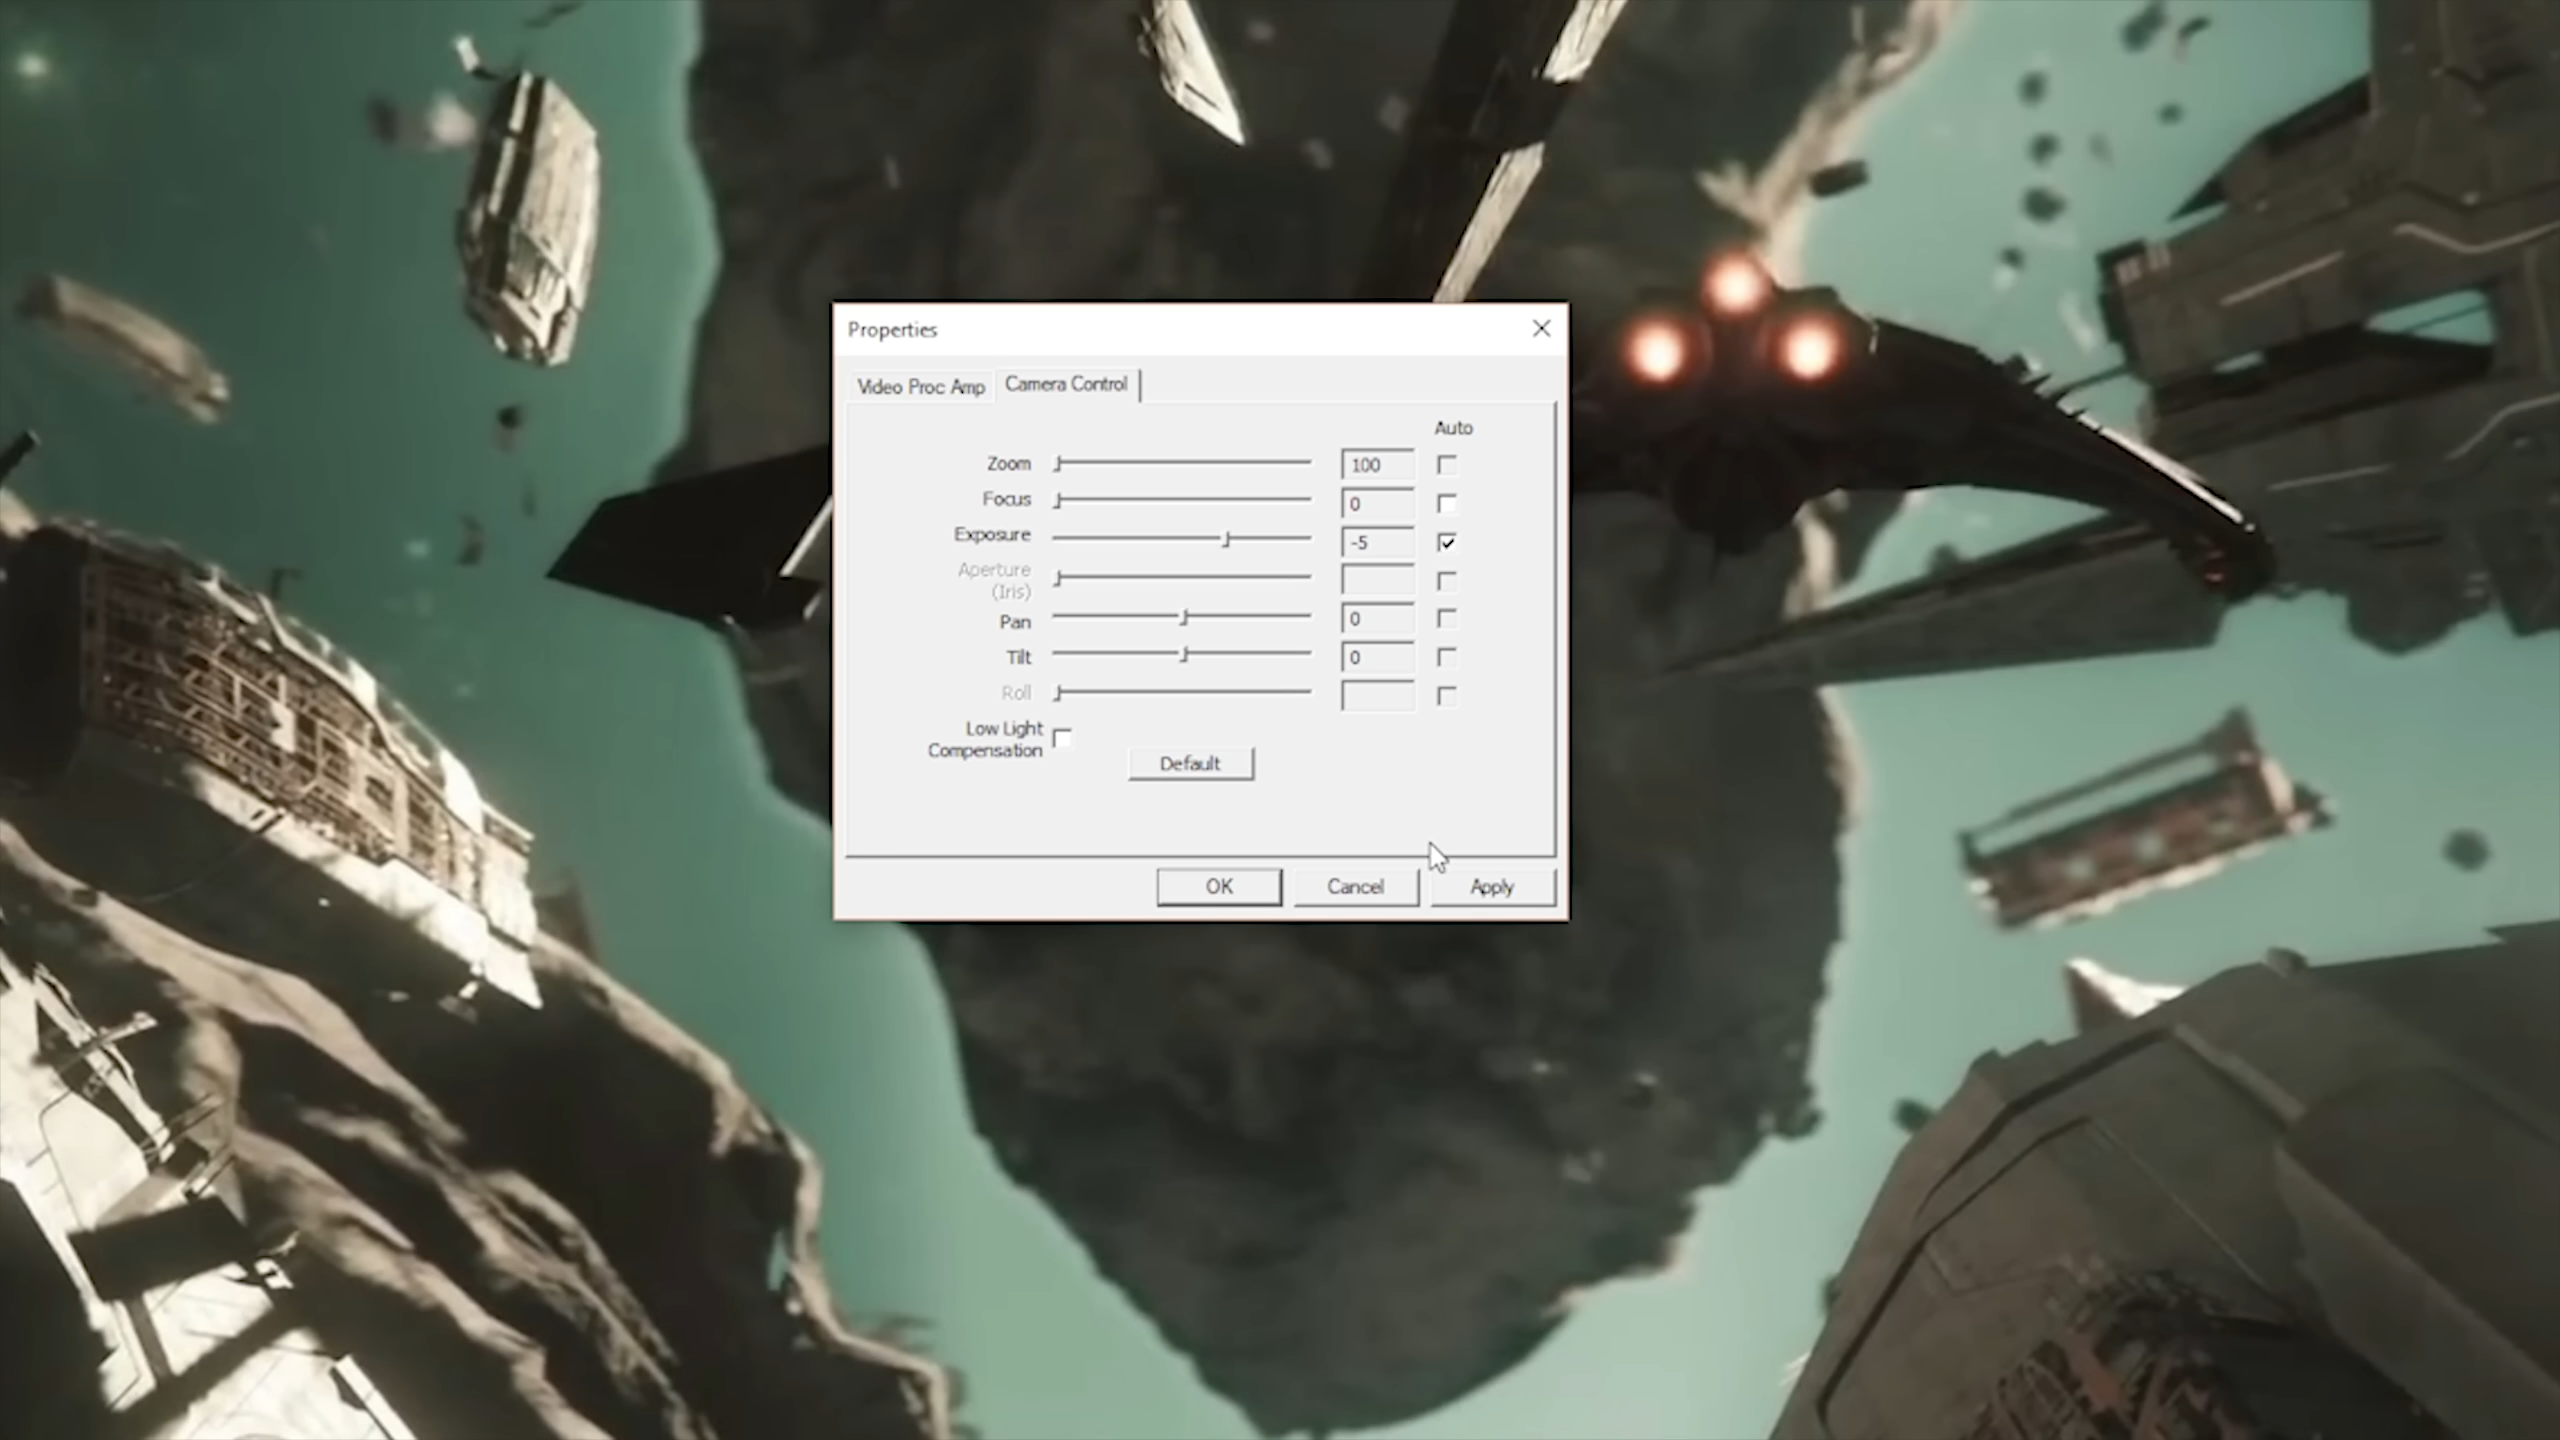 Properties
Video Proc Amp
Camera Control
Auto
Zoom 100
Focus 0
Exposure -5
Aperture
(Iris)
Pan 0
Tilt 0
Roll
Low Light
Compensation
Default
OK
Cancel
Apply